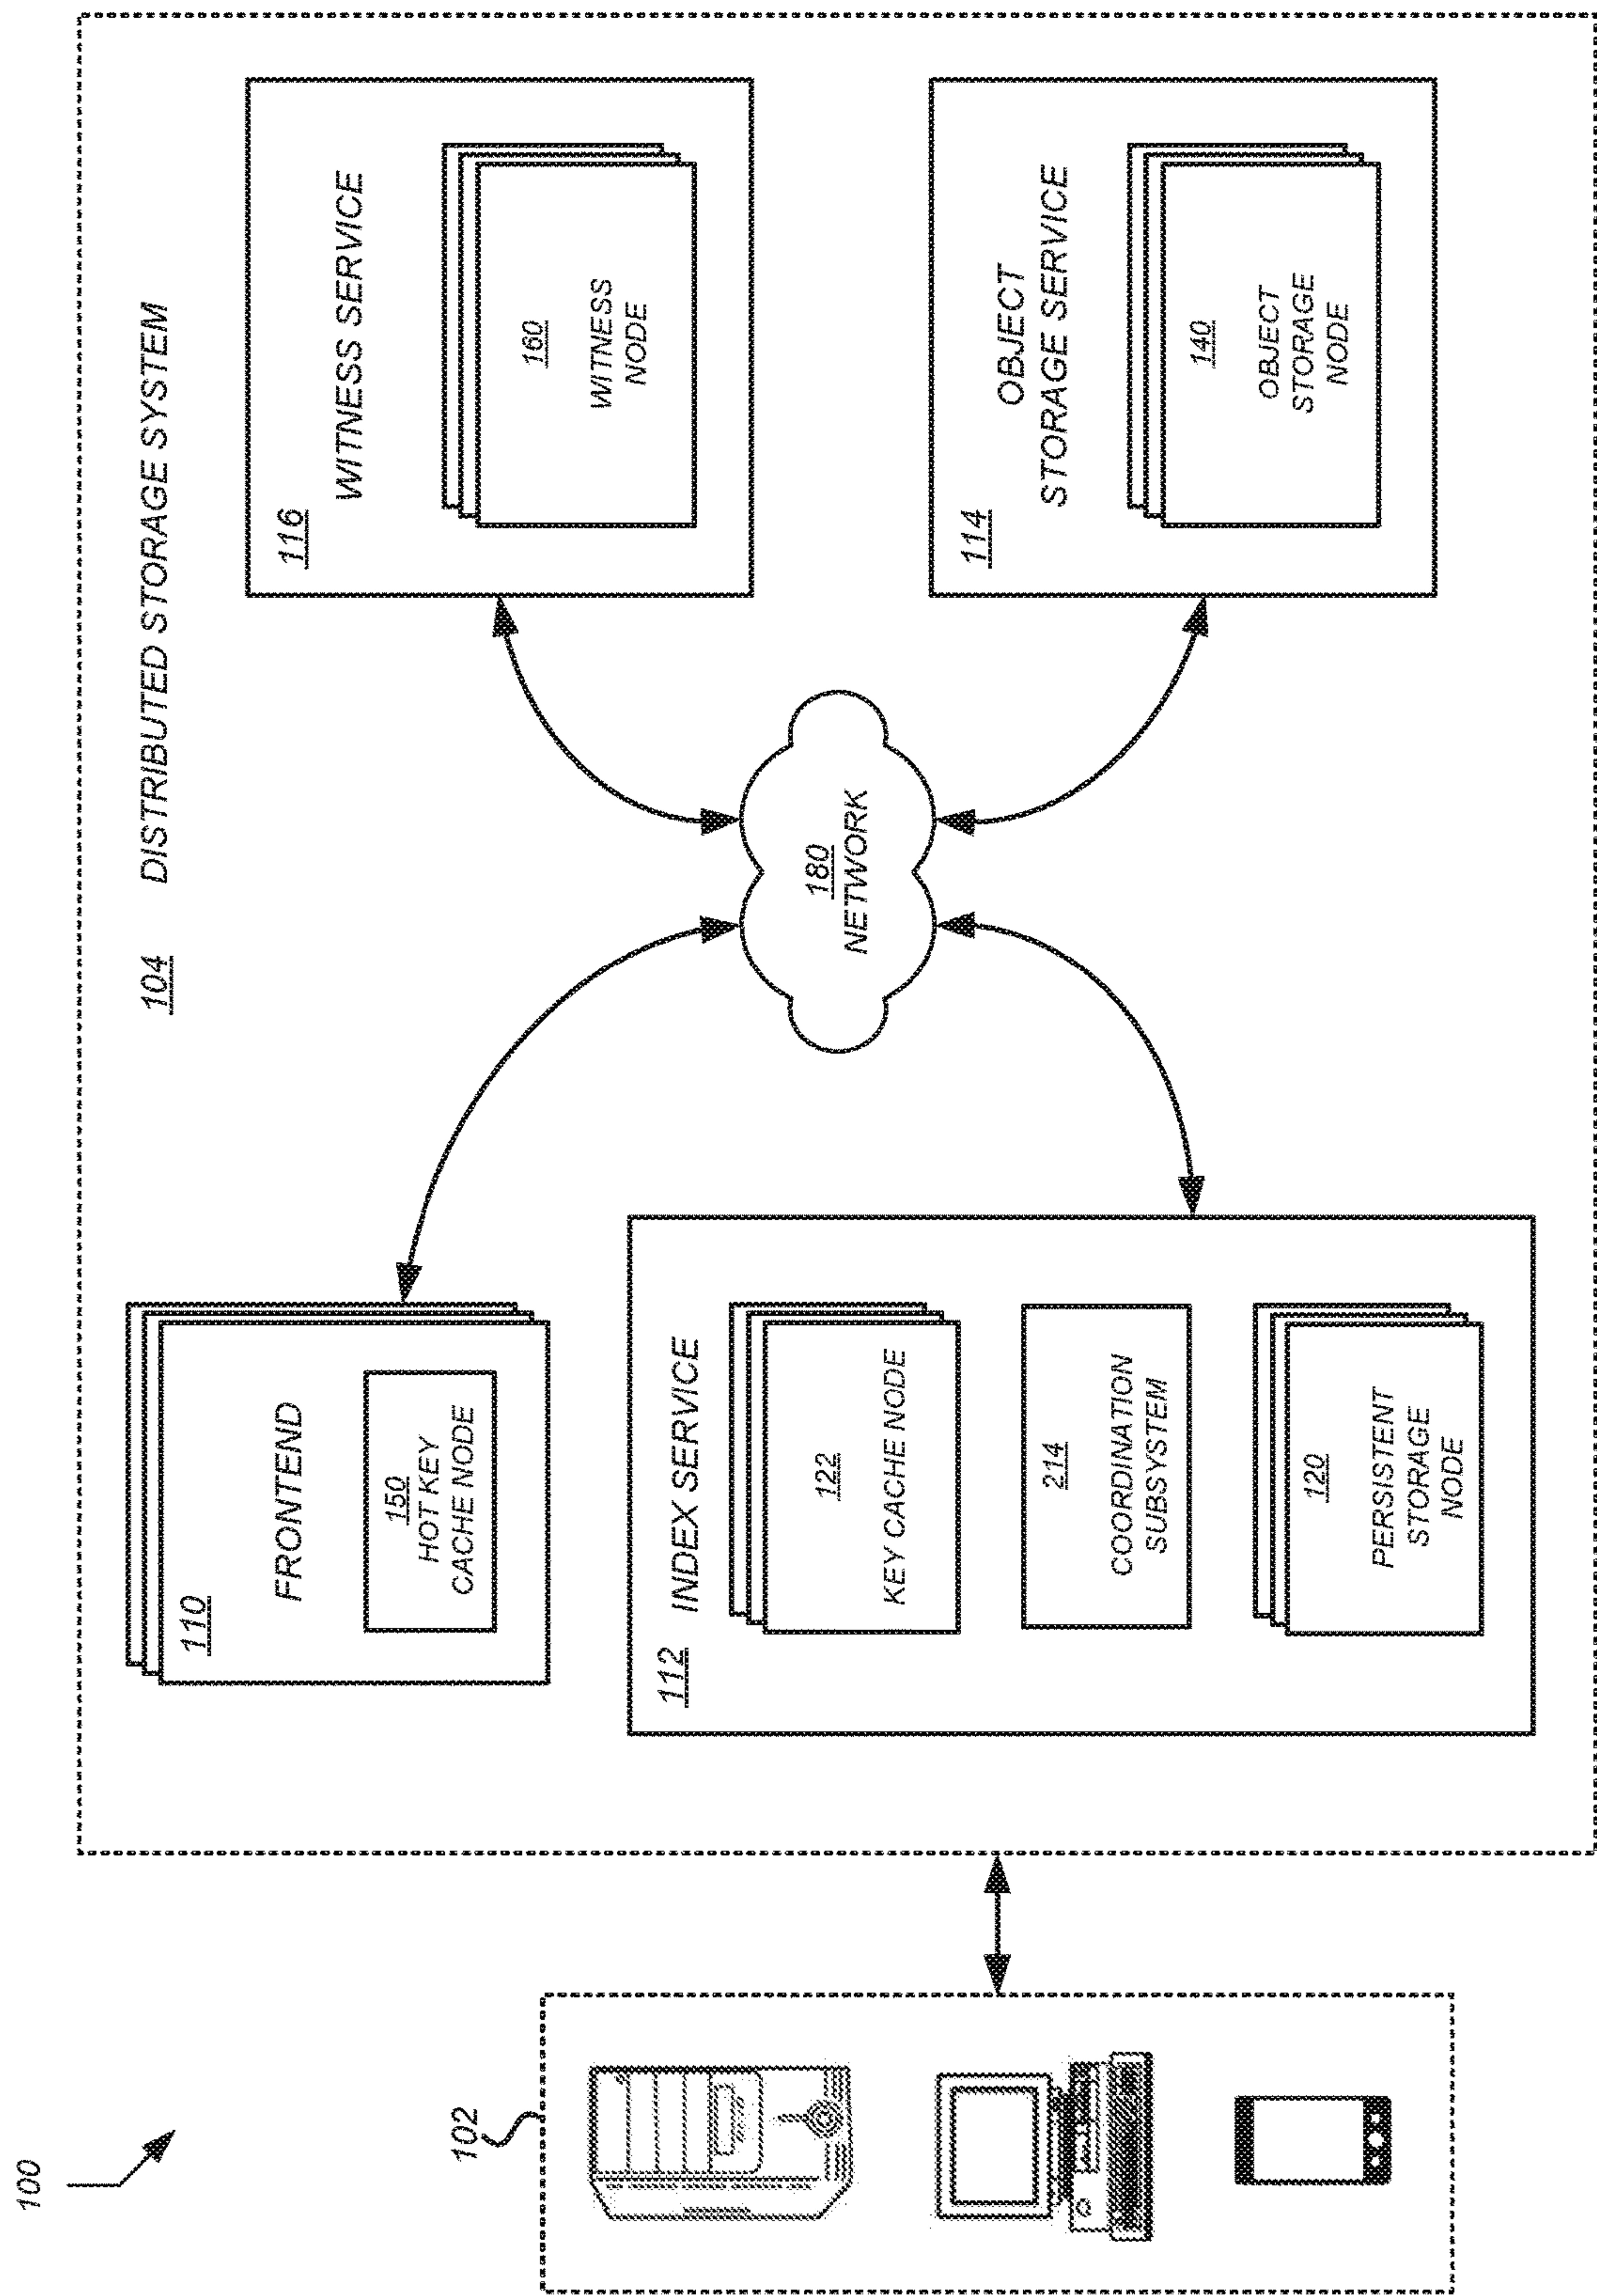 100
102
104 DISTRIBUTED STORAGE SYSTEM
110
FRONTEND
150
HOT KEY
CACHE NODE
112 INDEX SERVICE
122
KEY CACHE NODE
214
COORDINATION
SUBSYSTEM
120
PERSISTENT
STORAGE
NODE
180
NETWORK
116
WITNESS SERVICE
160
WITNESS
NODE
114
OBJECT
STORAGE SERVICE
140
OBJECT
STORAGE
NODE